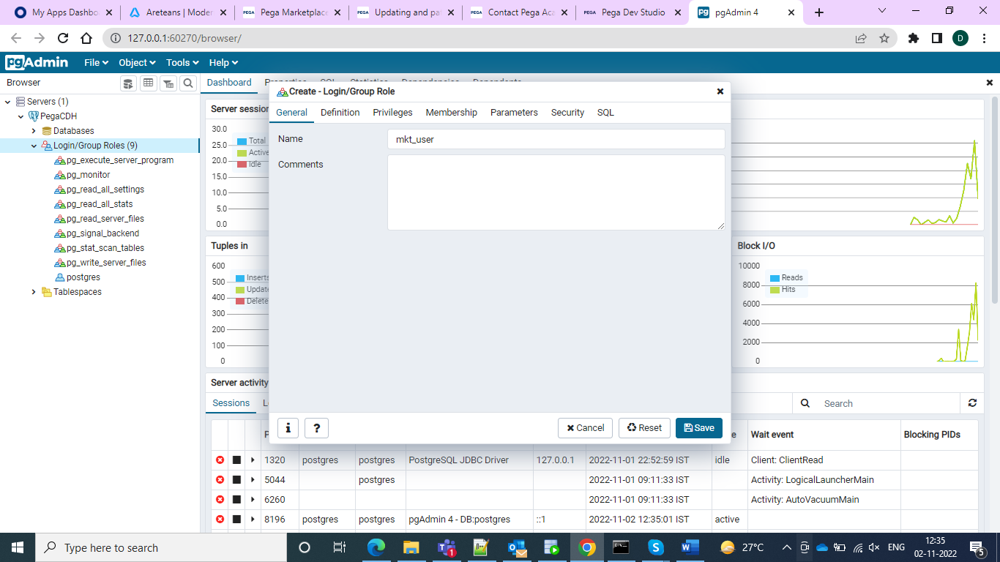 My Apps Dashbo
Areteans | Moder
PEGA Pega Marketplace
PEGA Updating and pa
PEGA Contact Pega Aca
PEGA Pega Dev Studio
pg pgAdmin 4
127.0.0.1:60270/browser/
D
pgAdmin File Object Tools Help
Browser
Dashboard
General Definition Privileges Membership Parameters Security SQL
Create - Login/Group Role
Name
mkt_user
Comments
i
?
Cancel
Reset
Save
Servers (1)
PegaCDH
Databases
Login/Group Roles (9)
pg_execute_server_program
pg_monitor
pg_read_all_settings
pg_read_all_stats
pg_read_server_files
pg_signal_backend
pg_stat_scan_tables
pg_write_server_files
postgres
Tablespaces
Server session
30.0
25.0
20.0
15.0
10.0
5.0
0.0
Total
Active
Idle
Tuples in
600
500
400
300
200
100
0
Inserts
Update
Delete
Block I/O
10000
8000
6000
4000
2000
0
Reads
Hits
Server activity
Sessions L
Search
P
e Wait event Blocking PIDs
1320 postgres postgres PostgreSQL JDBC Driver 127.0.0.1 2022-11-01 22:52:59 IST idle Client: ClientRead
5044 postgres 2022-11-01 09:11:33 IST Activity: LogicalLauncherMain
6260 2022-11-01 09:11:33 IST Activity: AutoVacuumMain
8196 postgres postgres pgAdmin 4 - DB:postgres ::1 2022-11-02 12:35:01 IST active
Type here to search
1
27°C
ENG
12:35
02-11-2022
5